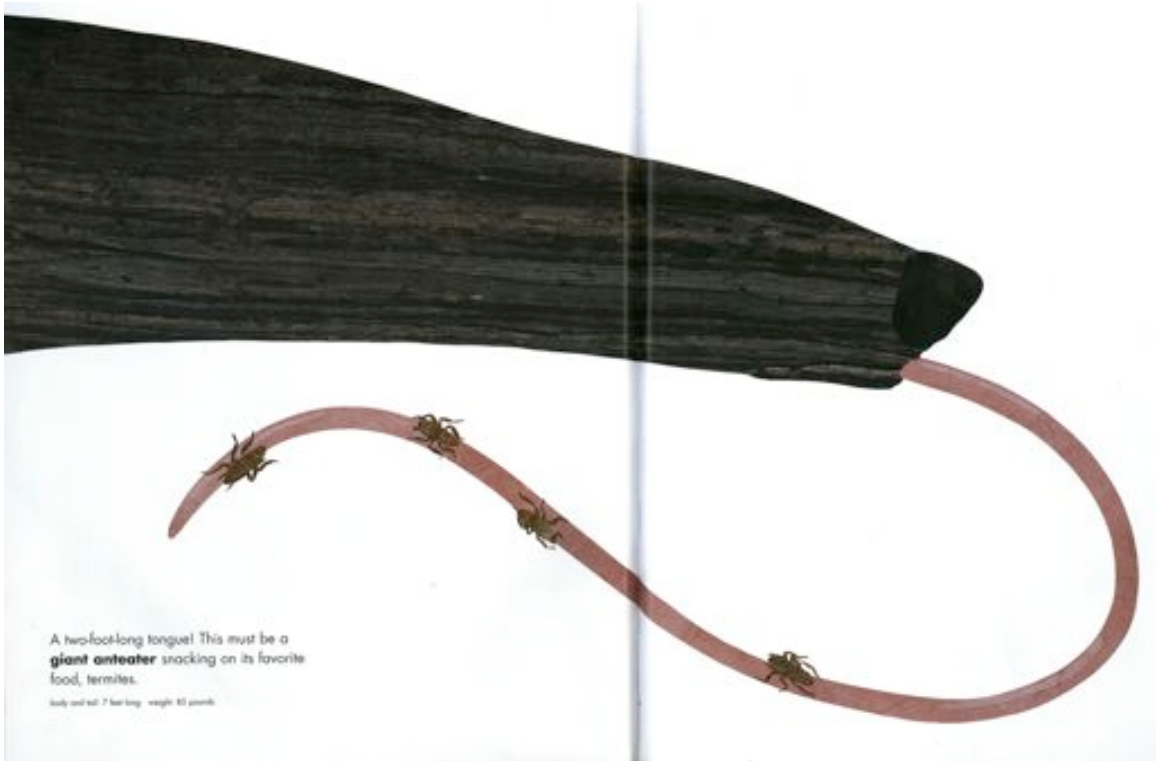 A two-foot-long tongue! This must be a
giant anteater snacking on its favorite
food, termites.
body and tail: 7 feet long weight: 85 pounds